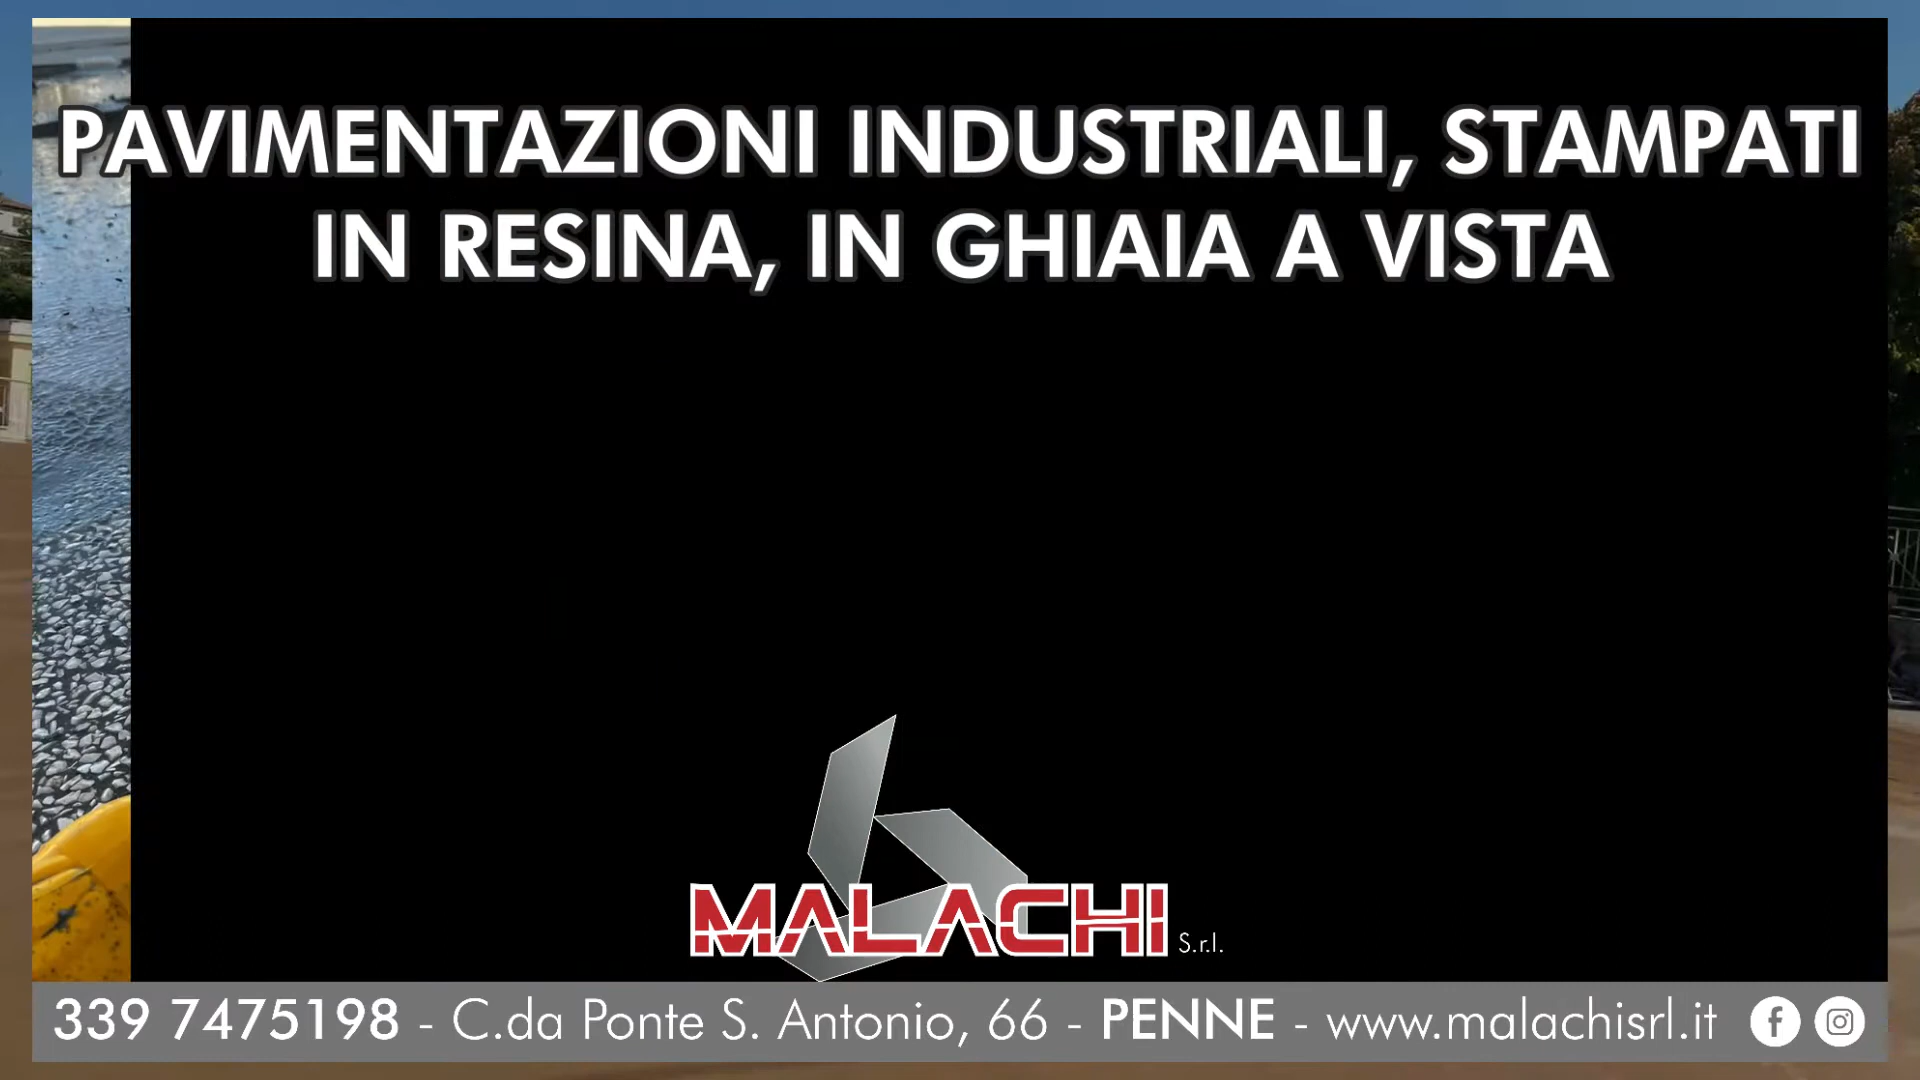 PAVIMENTAZIONI INDUSTRIALI, STAMPATI
IN RESINA, IN GHIAIA A VISTA
MALACHI S.r.l.
339 7475198 - C.da Ponte S. Antonio, 66 - PENNE - www.malachisrl.it